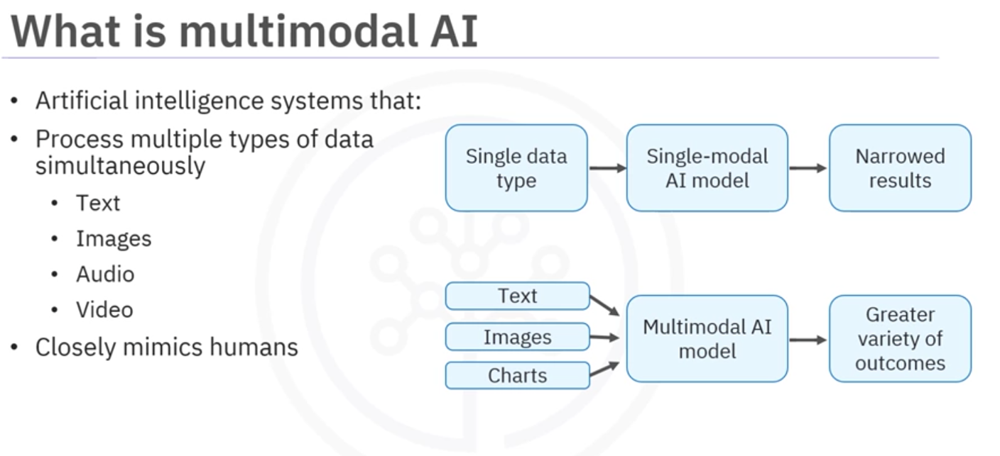 What is multimodal AI
• Artificial intelligence systems that:
• Process multiple types of data
simultaneously
• Text
• Images
• Audio
• Video
• Closely mimics humans
Single data
type
Single-modal
AI model
Narrowed
results
Text
Images
Charts
Multimodal AI
model
Greater
variety of
outcomes